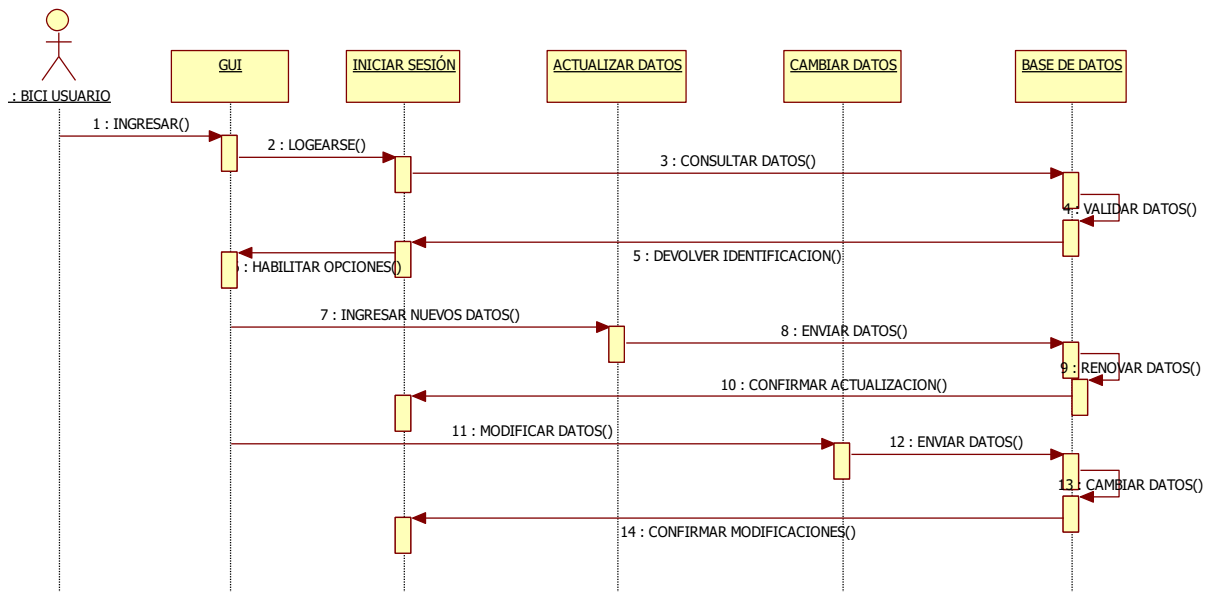 : BICI USUARIO
GUI
INICIAR SESIÓN
ACTUALIZAR DATOS
CAMBIAR DATOS
BASE DE DATOS
1 : INGRESAR()
2 : LOGEARSE()
3 : CONSULTAR DATOS()
4 : VALIDAR DATOS()
5 : DEVOLVER IDENTIFICACION()
6 : HABILITAR OPCIONES()
7 : INGRESAR NUEVOS DATOS()
8 : ENVIAR DATOS()
9 : RENOVAR DATOS()
10 : CONFIRMAR ACTUALIZACION()
11 : MODIFICAR DATOS()
12 : ENVIAR DATOS()
13 : CAMBIAR DATOS()
14 : CONFIRMAR MODIFICACIONES()